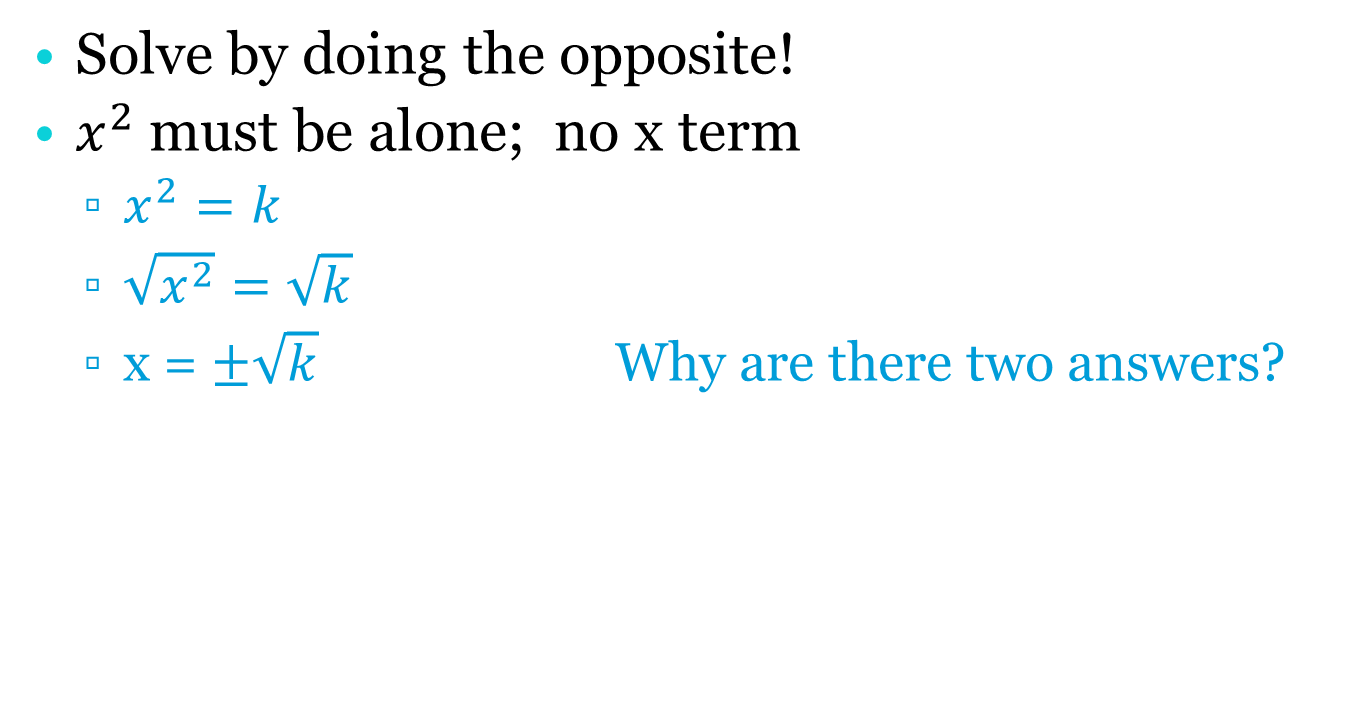 • Solve by doing the opposite!
• x² must be alone;  no x term
▫ x² = k
▫ √x² = √k
▫ x = ±√k    Why are there two answers?